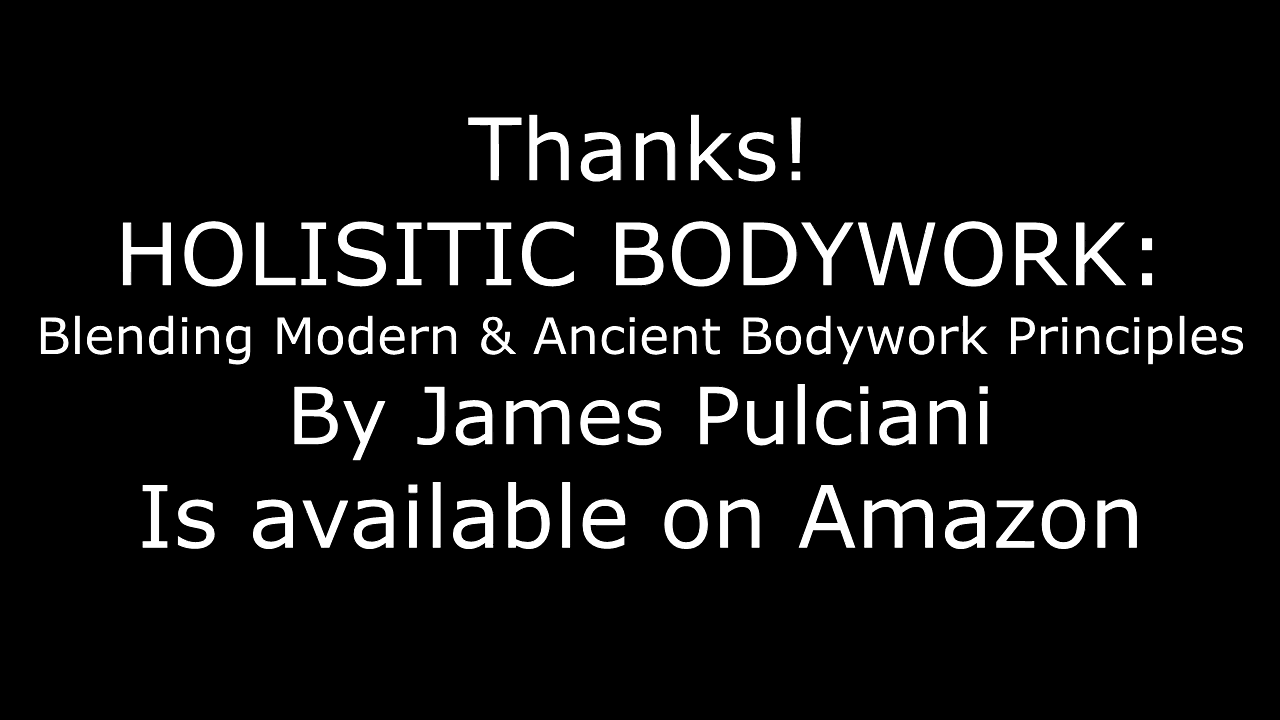 Thanks!
HOLISITIC BODYWORK:
Blending Modern & Ancient Bodywork Principles
By James Pulciani
Is available on Amazon